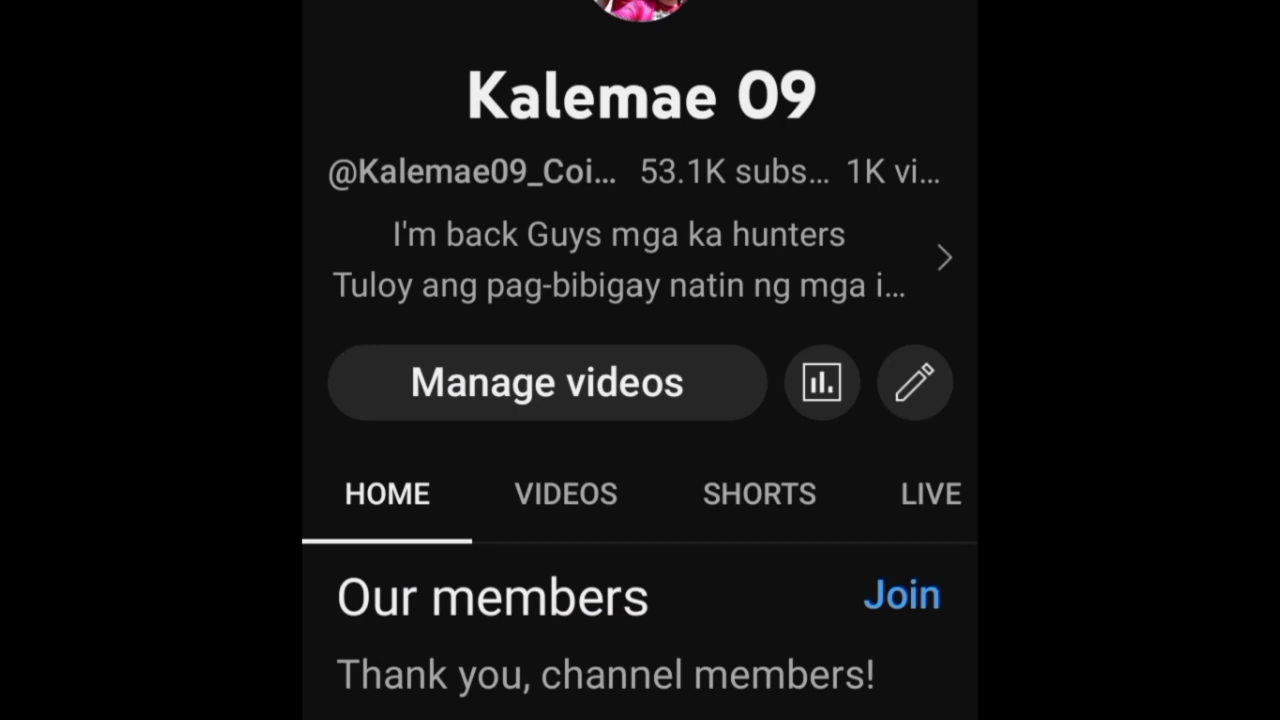 Kalemae 09
@Kalemae09_Coi... 53.1K subs... 1K vi...
I'm back Guys mga ka hunters
Tuloy ang pag-bibigay natin ng mga i...
Manage videos
HOME VIDEOS SHORTS LIVE
Our members Join
Thank you, channel members!